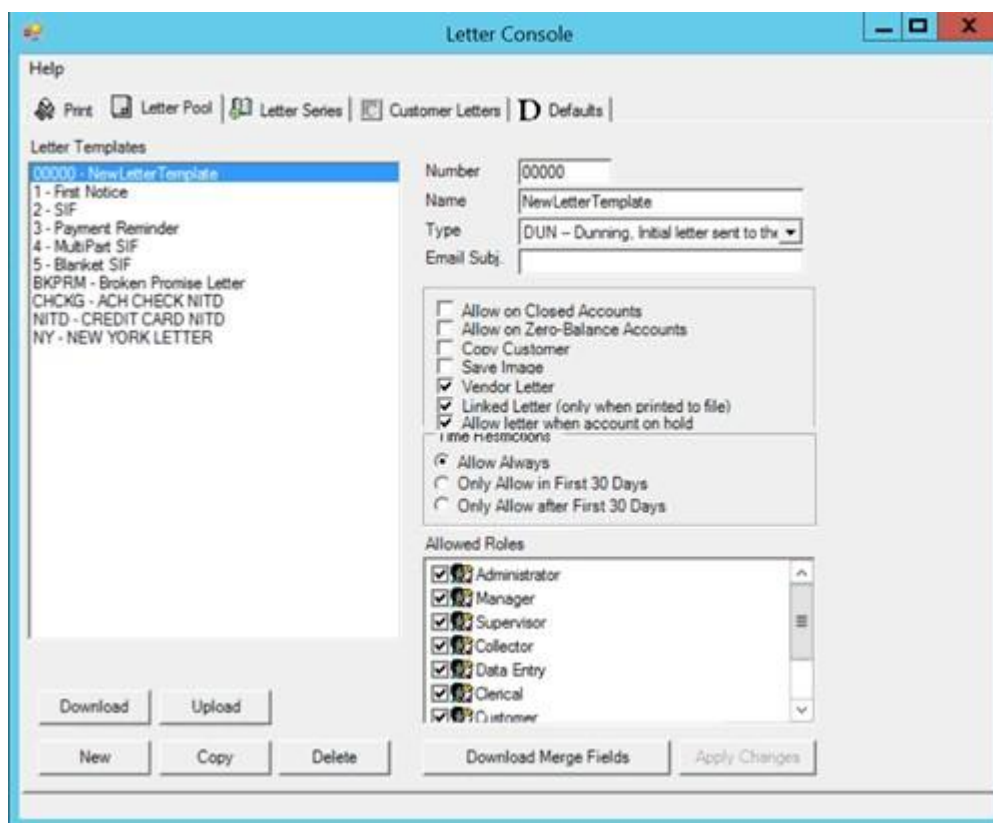 Letter Console
Help
Print Letter Pool Letter Series Customer Letters D Defaults
Letter Templates
00000 - NewLetterTemplate
1 - First Notice
2 - SIF
3 - Payment Reminder
4 - MultiPart SIF
5 - Blanket SIF
BKPRM - Broken Promise Letter
CHCKG - ACH CHECK NITD
NITD - CREDIT CARD NITD
NY - NEW YORK LETTER
Number 00000
Name NewLetterTemplate
Type DUN – Dunning, Initial letter sent to the
Email Subj.
Allow on Closed Accounts
Allow on Zero-Balance Accounts
Copy Customer
Save Image
Vendor Letter
Linked Letter (only when printed to file)
Allow letter when account on hold
Time Restrictions
Allow Always
Only Allow in First 30 Days
Only Allow after First 30 Days
Allowed Roles
Administrator
Manager
Supervisor
Collector
Data Entry
Clerical
Customer
Download Upload
New Copy Delete Download Merge Fields Apply Changes